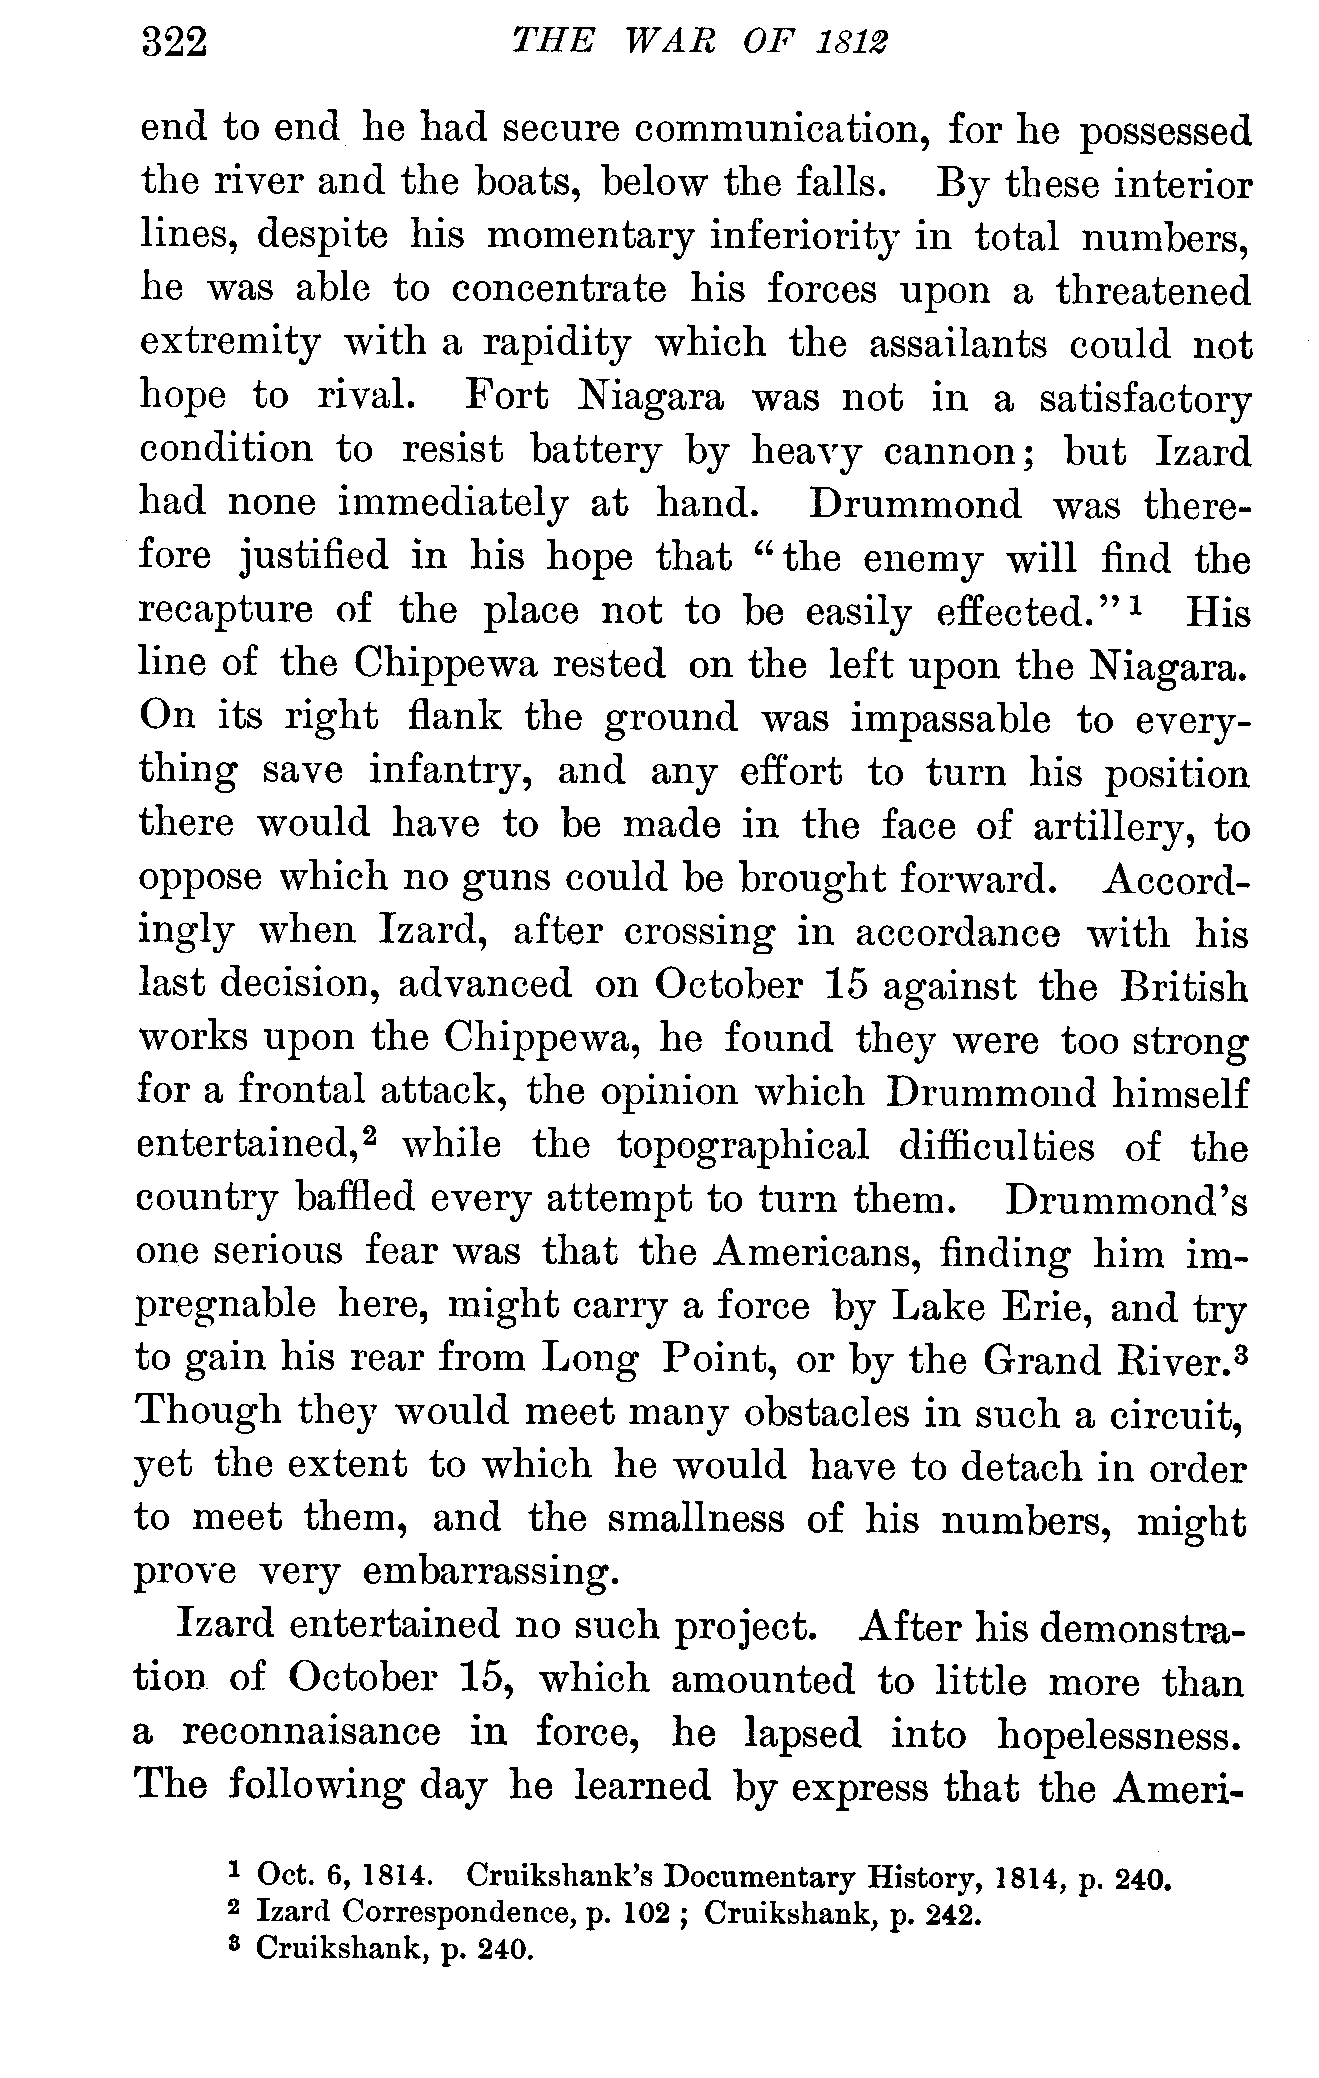 322 THE WAR OF 1812
end to end he had secure communication, for he possessed
the river and the boats, below the falls. By these interior
lines, despite his momentary inferiority in total numbers,
he was able to concentrate his forces upon a threatened
extremity with a rapidity which the assailants could not
hope to rival. Fort Niagara was not in a satisfactory
condition to resist battery by heavy cannon; but Izard
had none immediately at hand. Drummond was there-
fore justified in his hope that “the enemy will find the
recapture of the place not to be easily effected.”¹ His
line of the Chippewa rested on the left upon the Niagara.
On its right flank the ground was impassable to every-
thing save infantry, and any effort to turn his position
there would have to be made in the face of artillery, to
oppose which no guns could be brought forward. Accord-
ingly when Izard, after crossing in accordance with his
last decision, advanced on October 15 against the British
works upon the Chippewa, he found they were too strong
for a frontal attack, the opinion which Drummond himself
entertained,² while the topographical difficulties of the
country baffled every attempt to turn them. Drummond’s
one serious fear was that the Americans, finding him im-
pregnable here, might carry a force by Lake Erie, and try
to gain his rear from Long Point, or by the Grand River.³
Though they would meet many obstacles in such a circuit,
yet the extent to which he would have to detach in order
to meet them, and the smallness of his numbers, might
prove very embarrassing.
Izard entertained no such project. After his demonstra-
tion of October 15, which amounted to little more than
a reconnaisance in force, he lapsed into hopelessness.
The following day he learned by express that the Ameri-
¹ Oct. 6, 1814. Cruikshank’s Documentary History, 1814, p. 240.
² Izard Correspondence, p. 102; Cruikshank, p. 242.
³ Cruikshank, p. 240.